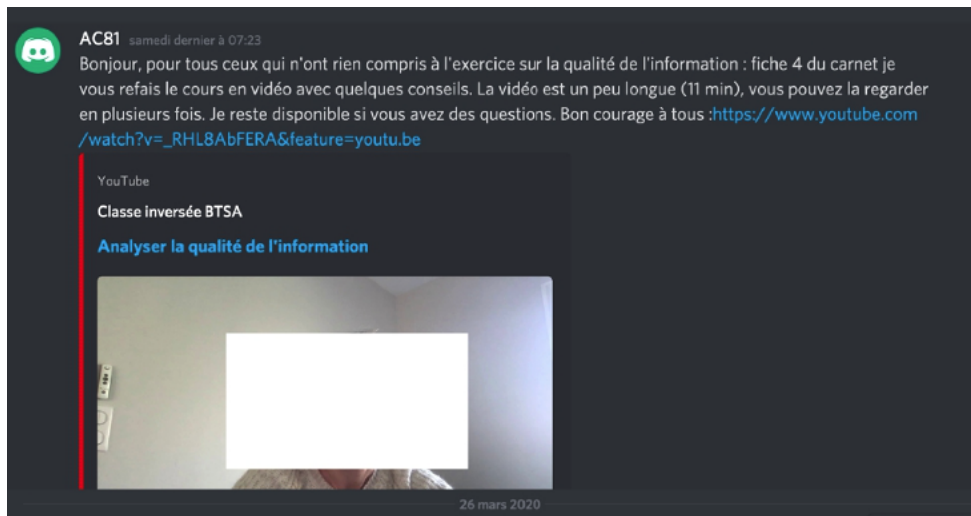 AC81 samedi dernier à 07:23
Bonjour, pour tous ceux qui n'ont rien compris à l'exercice sur la qualité de l'information : fiche 4 du carnet je
vous refais le cours en vidéo avec quelques conseils. La vidéo est un peu longue (11 min), vous pouvez la regarder
en plusieurs fois. Je reste disponible si vous avez des questions. Bon courage à tous :https://www.youtube.com
/watch?v=_RHL8AbFERA&feature=youtu.be
YouTube
Classe inversée BTSA
Analyser la qualité de l'information
26 mars 2020